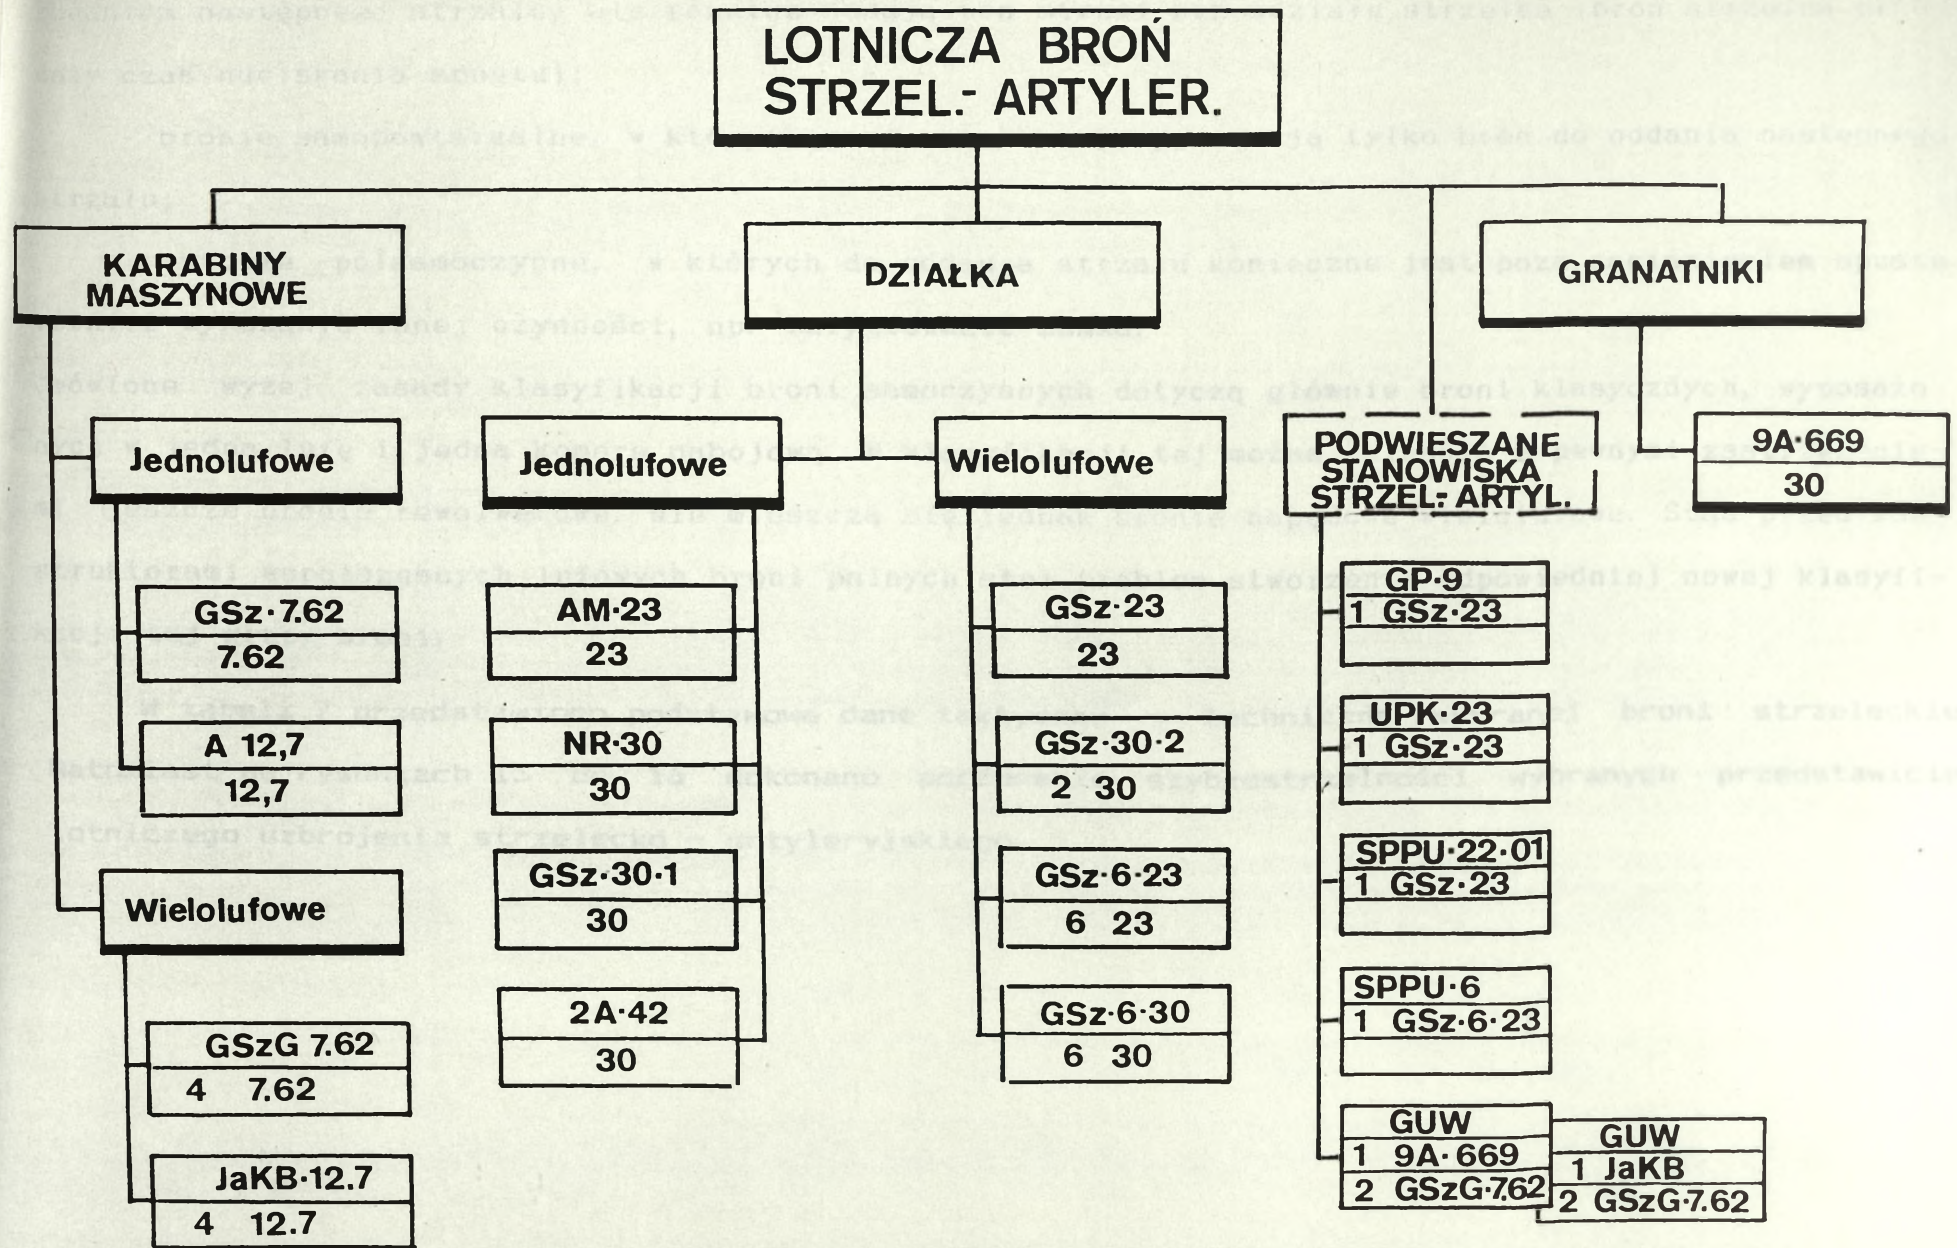 LOTNICZA BROŃ
STRZEL.- ARTYLER.
KARABINY
MASZYNOWE
DZIAŁKA
GRANATNIKI
Jednolufowe
Jednolufowe
Wielolufowe
PODWIESZANE
STANOWISKA
STRZEL.- ARTYL.
9A·669
30
GSz·7.62
7.62
A 12,7
12,7
Wielolufowe
GSzG 7.62
4 7.62
JaKB·12.7
4 12.7
AM·23
23
NR·30
30
GSz·30·1
30
2A·42
30
GSz·23
23
GSz·30·2
2 30
GSz·6·23
6 23
GSz·6·30
6 30
GP·9
1 GSz·23
UPK·23
1 GSz·23
SPPU·22·01
1 GSz·23
SPPU·6
1 GSz·6·23
GUW
1 9A·669
2 GSzG·7.62
GUW
1 JaKB
2 GSzG·7.62